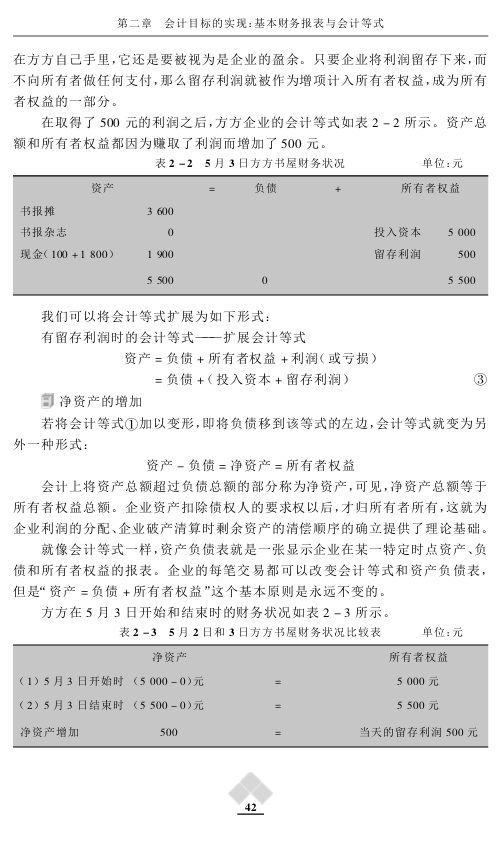 第二章　会计目标的实现:基本财务报表与会计等式
在方方自己手里,它还是要被视为是企业的盈余。只要企业将利润留存下来,而
不向所有者做任何支付,那么留存利润就被作为增项计入所有者权益,成为所有
者权益的一部分。
在取得了 500 元的利润之后,方方企业的会计等式如表 2－2 所示。资产总
额和所有者权益都因为赚取了利润而增加了 500 元。
表 2－2　5 月 3 日方方书屋财务状况　单位:元
资产　=　负债　+　所有者权益
书报摊　3 600
书报杂志　0　投入资本　5 000
现金(100 +1 800)　1 900　留存利润　500
5 500　0　5 500
我们可以将会计等式扩展为如下形式:
有留存利润时的会计等式——扩展会计等式
资产 = 负债 + 所有者权益 + 利润(或亏损)
= 负债 +(投入资本 + 留存利润)　③
净资产的增加
若将会计等式①加以变形,即将负债移到该等式的左边,会计等式就变为另
外一种形式:
资产 － 负债 = 净资产 = 所有者权益
会计上将资产总额超过负债总额的部分称为净资产,可见,净资产总额等于
所有者权益总额。企业资产扣除债权人的要求权以后,才归所有者所有,这就为
企业利润的分配、企业破产清算时剩余资产的清偿顺序的确立提供了理论基础。
就像会计等式一样,资产负债表就是一张显示企业在某一特定时点资产、负
债和所有者权益的报表。企业的每笔交易都可以改变会计等式和资产负债表,
但是“资产 = 负债 + 所有者权益”这个基本原则是永远不变的。
方方在 5 月 3 日开始和结束时的财务状况如表 2－3 所示。
表 2－3　5 月 2 日和 3 日方方书屋财务状况比较表　单位:元
净资产　所有者权益
(1)5 月 3 日开始时　(5 000－0)元　=　5 000 元
(2)5 月 3 日结束时　(5 500－0)元　=　5 500 元
净资产增加　500　=　当天的留存利润 500 元
42